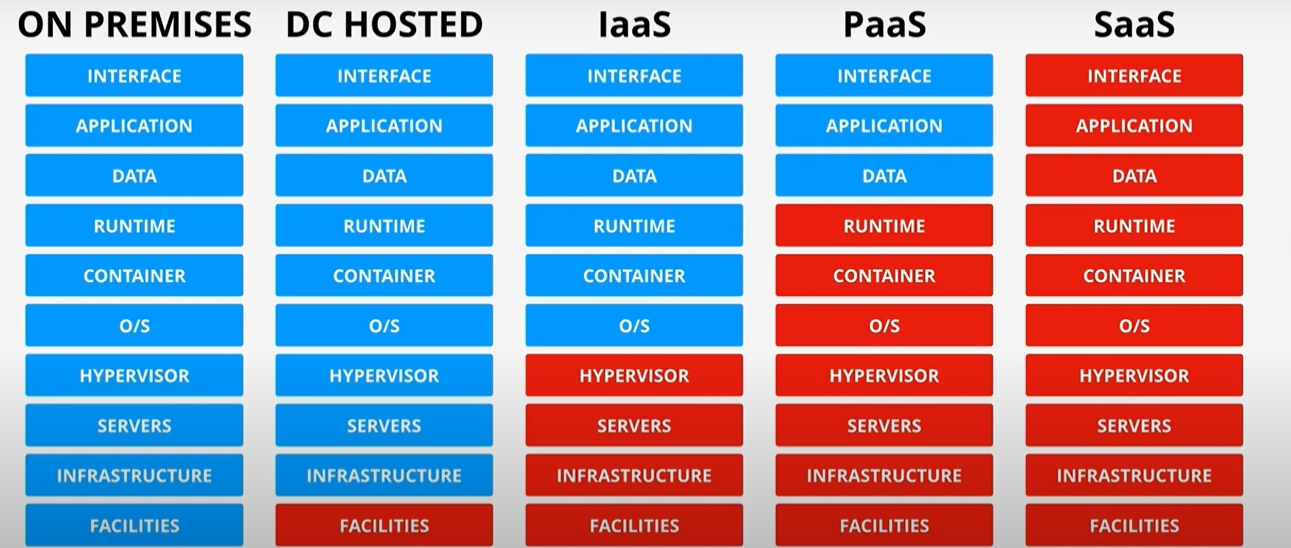 ON PREMISES DC HOSTED IaaS PaaS SaaS
INTERFACE INTERFACE INTERFACE INTERFACE INTERFACE
APPLICATION APPLICATION APPLICATION APPLICATION APPLICATION
DATA DATA DATA DATA DATA
RUNTIME RUNTIME RUNTIME RUNTIME RUNTIME
CONTAINER CONTAINER CONTAINER CONTAINER CONTAINER
O/S O/S O/S O/S O/S
HYPERVISOR HYPERVISOR HYPERVISOR HYPERVISOR HYPERVISOR
SERVERS SERVERS SERVERS SERVERS SERVERS
INFRASTRUCTURE INFRASTRUCTURE INFRASTRUCTURE INFRASTRUCTURE INFRASTRUCTURE
FACILITIES FACILITIES FACILITIES FACILITIES FACILITIES